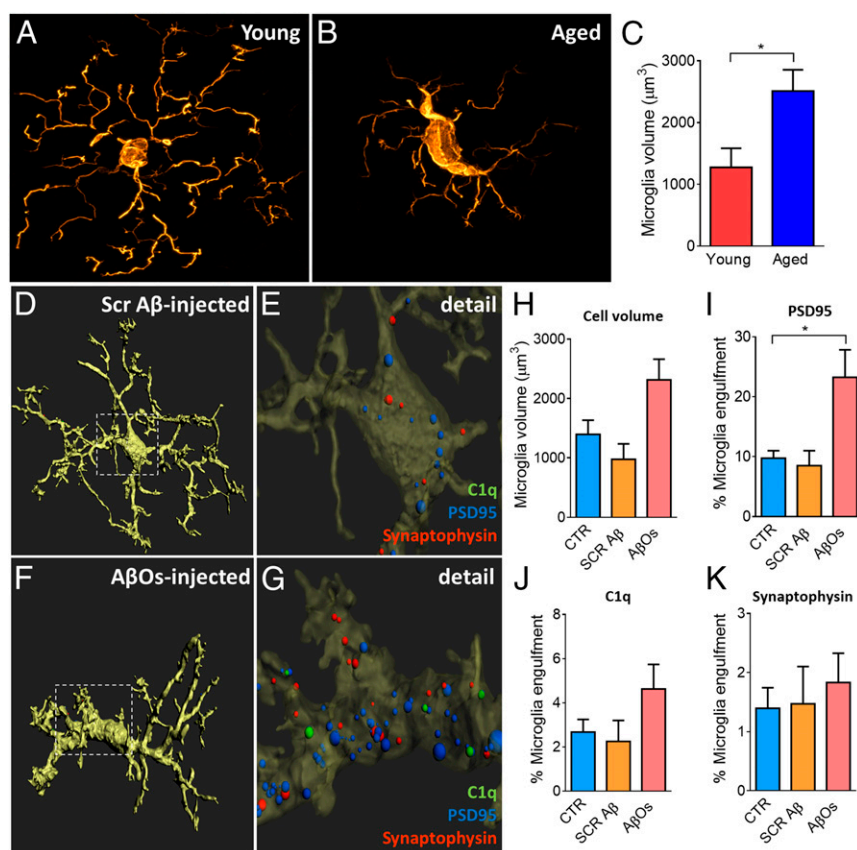 A
Young
B
Aged
C
Microglia volume (μm³)
3000
2000
1000
0
*
Young
Aged
D
Scr Aβ-injected
E
detail
C1q
PSD95
Synaptophysin
F
AβOs-injected
G
detail
C1q
PSD95
Synaptophysin
H
Cell volume
Microglia volume (μm³)
3000
2000
1000
0
CTR
SCR Aβ
AβOs
I
PSD95
% Microglia engulfment
30
20
10
0
*
CTR
SCR Aβ
AβOs
J
C1q
% Microglia engulfment
8
6
4
2
0
CTR
SCR Aβ
AβOs
K
Synaptophysin
% Microglia engulfment
3
2
1
0
CTR
SCR Aβ
AβOs